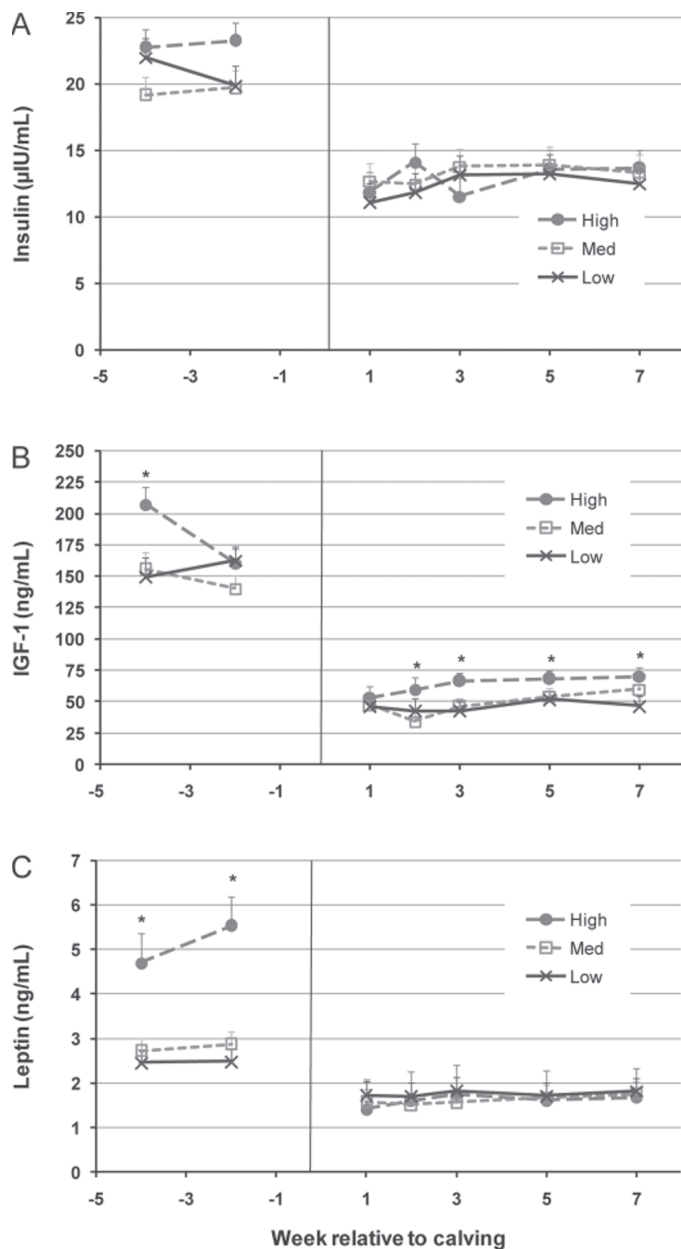 A
Insulin (µIU/mL)
25
20
15
10
5
0
High
Med
Low
-5 -3 -1 1 3 5 7
B
IGF-1 (ng/mL)
250
225
200
175
150
125
100
75
50
25
0
*
* * * *
High
Med
Low
-5 -3 -1 1 3 5 7
C
Leptin (ng/mL)
7
6
5
4
3
2
1
0
* *
High
Med
Low
-5 -3 -1 1 3 5 7
Week relative to calving